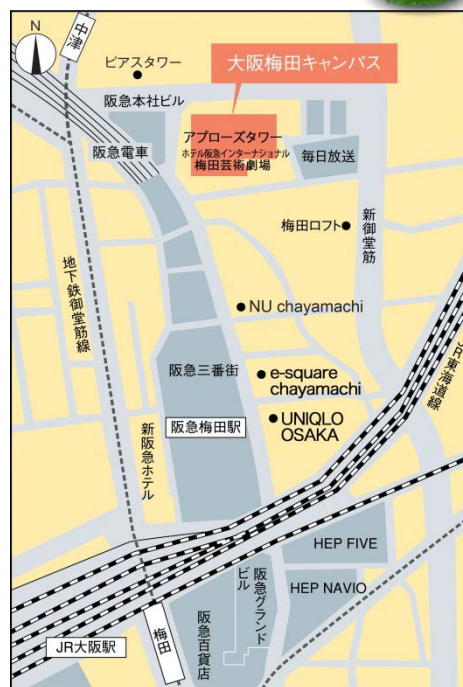 N
中津
ピアスタワー
大阪梅田キャンパス
阪急本社ビル
アプローズタワー
ホテル阪急インターナショナル
梅田芸術劇場
阪急電車
毎日放送
梅田ロフト
新御堂筋
地下鉄御堂筋線
NU chayamachi
JR東海道線
阪急三番街
e-square
chayamachi
阪急梅田駅
UNIQLO
OSAKA
新阪急ホテル
HEP FIVE
阪急グランド
ビル
HEP NAVIO
JR大阪駅
梅田
阪急百貨店